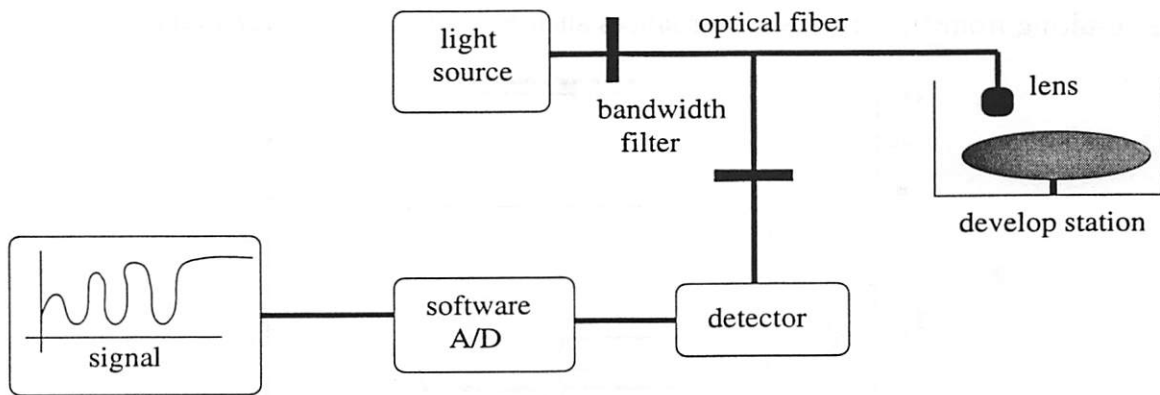 light
source
optical fiber
lens
bandwidth
filter
develop station
software
A/D
detector
signal